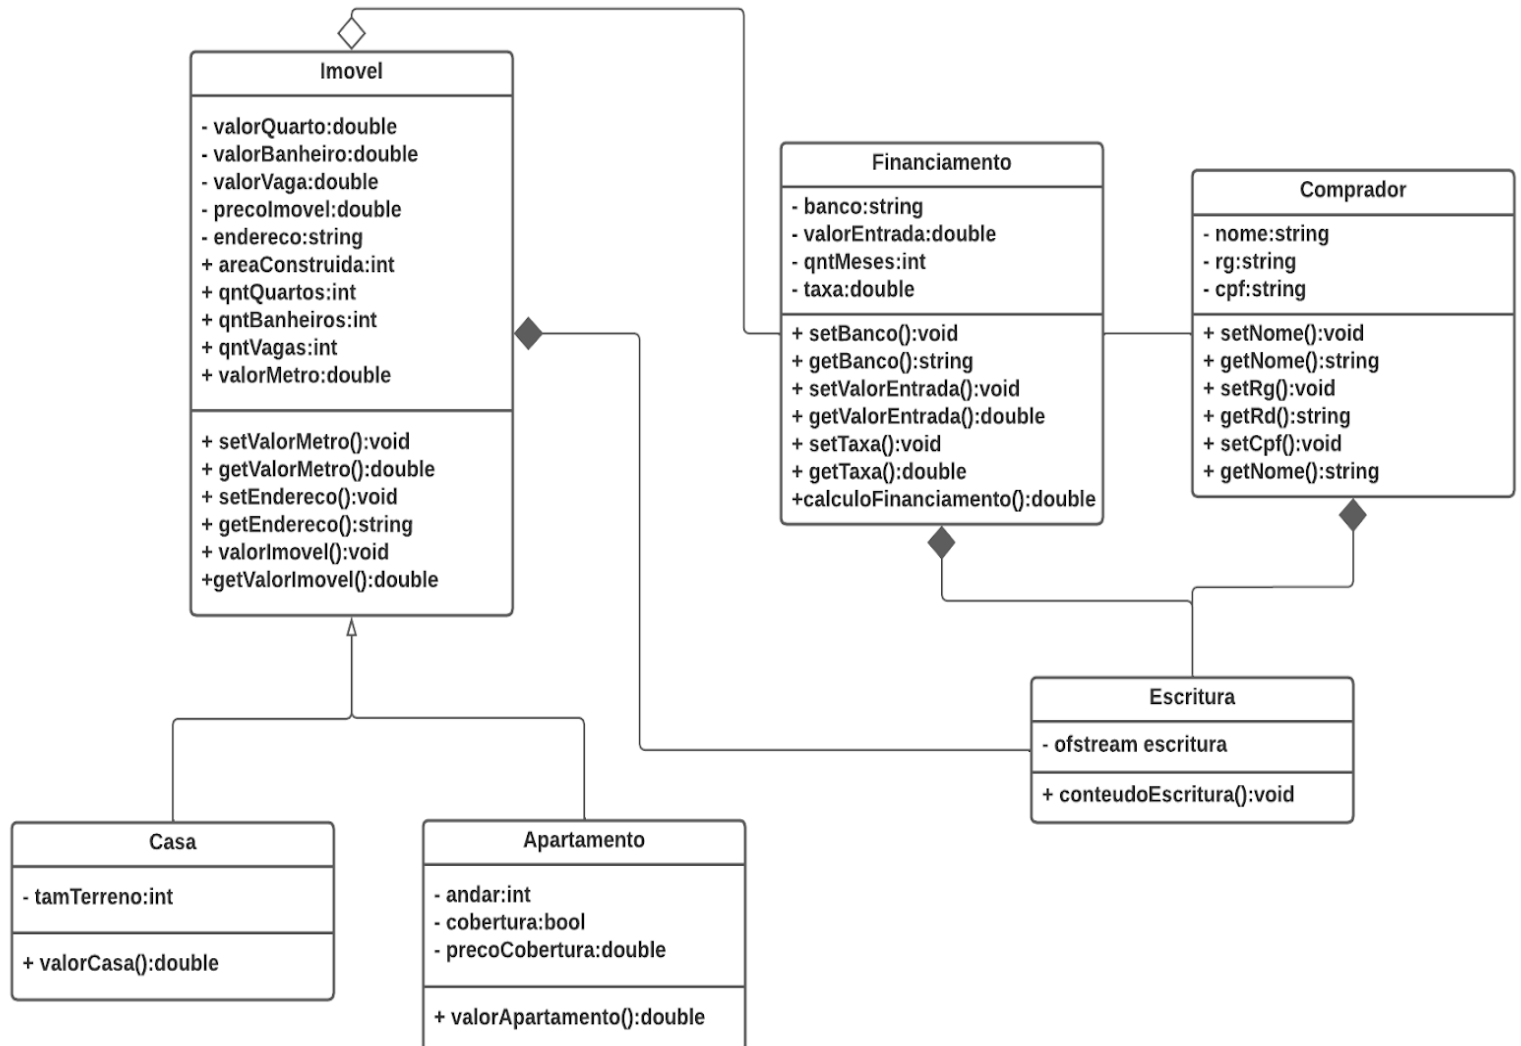 Imovel
- valorQuarto:double
- valorBanheiro:double
- valorVaga:double
- precoImovel:double
- endereco:string
+ areaConstruida:int
+ qntQuartos:int
+ qntBanheiros:int
+ qntVagas:int
+ valorMetro:double
+ setValorMetro():void
+ getValorMetro():double
+ setEndereco():void
+ getEndereco():string
+ valorImovel():void
+getValorImovel():double
Financiamento
- banco:string
- valorEntrada:double
- qntMeses:int
- taxa:double
+ setBanco():void
+ getBanco():string
+ setValorEntrada():void
+ getValorEntrada():double
+ setTaxa():void
+ getTaxa():double
+calculoFinanciamento():double
Comprador
- nome:string
- rg:string
- cpf:string
+ setNome():void
+ getNome():string
+ setRg():void
+ getRd():string
+ setCpf():void
+ getNome():string
Escritura
- ofstream escritura
+ conteudoEscritura():void
Casa
- tamTerreno:int
+ valorCasa():double
Apartamento
- andar:int
- cobertura:bool
- precoCobertura:double
+ valorApartamento():double